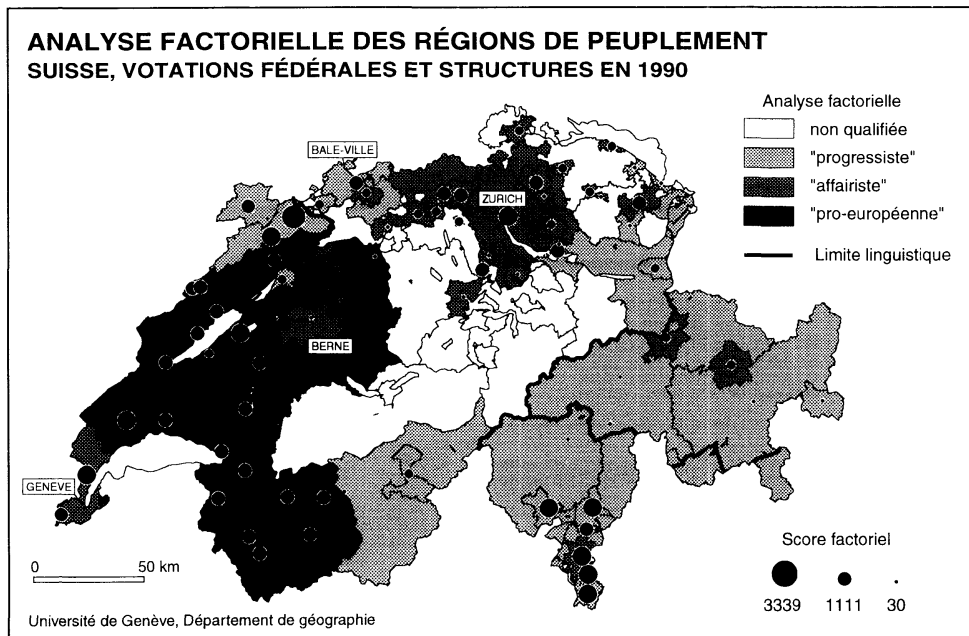 ANALYSE FACTORIELLE DES RÉGIONS DE PEUPLEMENT
SUISSE, VOTATIONS FÉDÉRALES ET STRUCTURES EN 1990
Analyse factorielle
non qualifiée
"progressiste"
"affairiste"
"pro-européenne"
Limite linguistique
BALE-VILLE
ZURICH
BERNE
GENEVE
0 50 km
Score factoriel
3339 1111 30
Université de Genève, Département de géographie